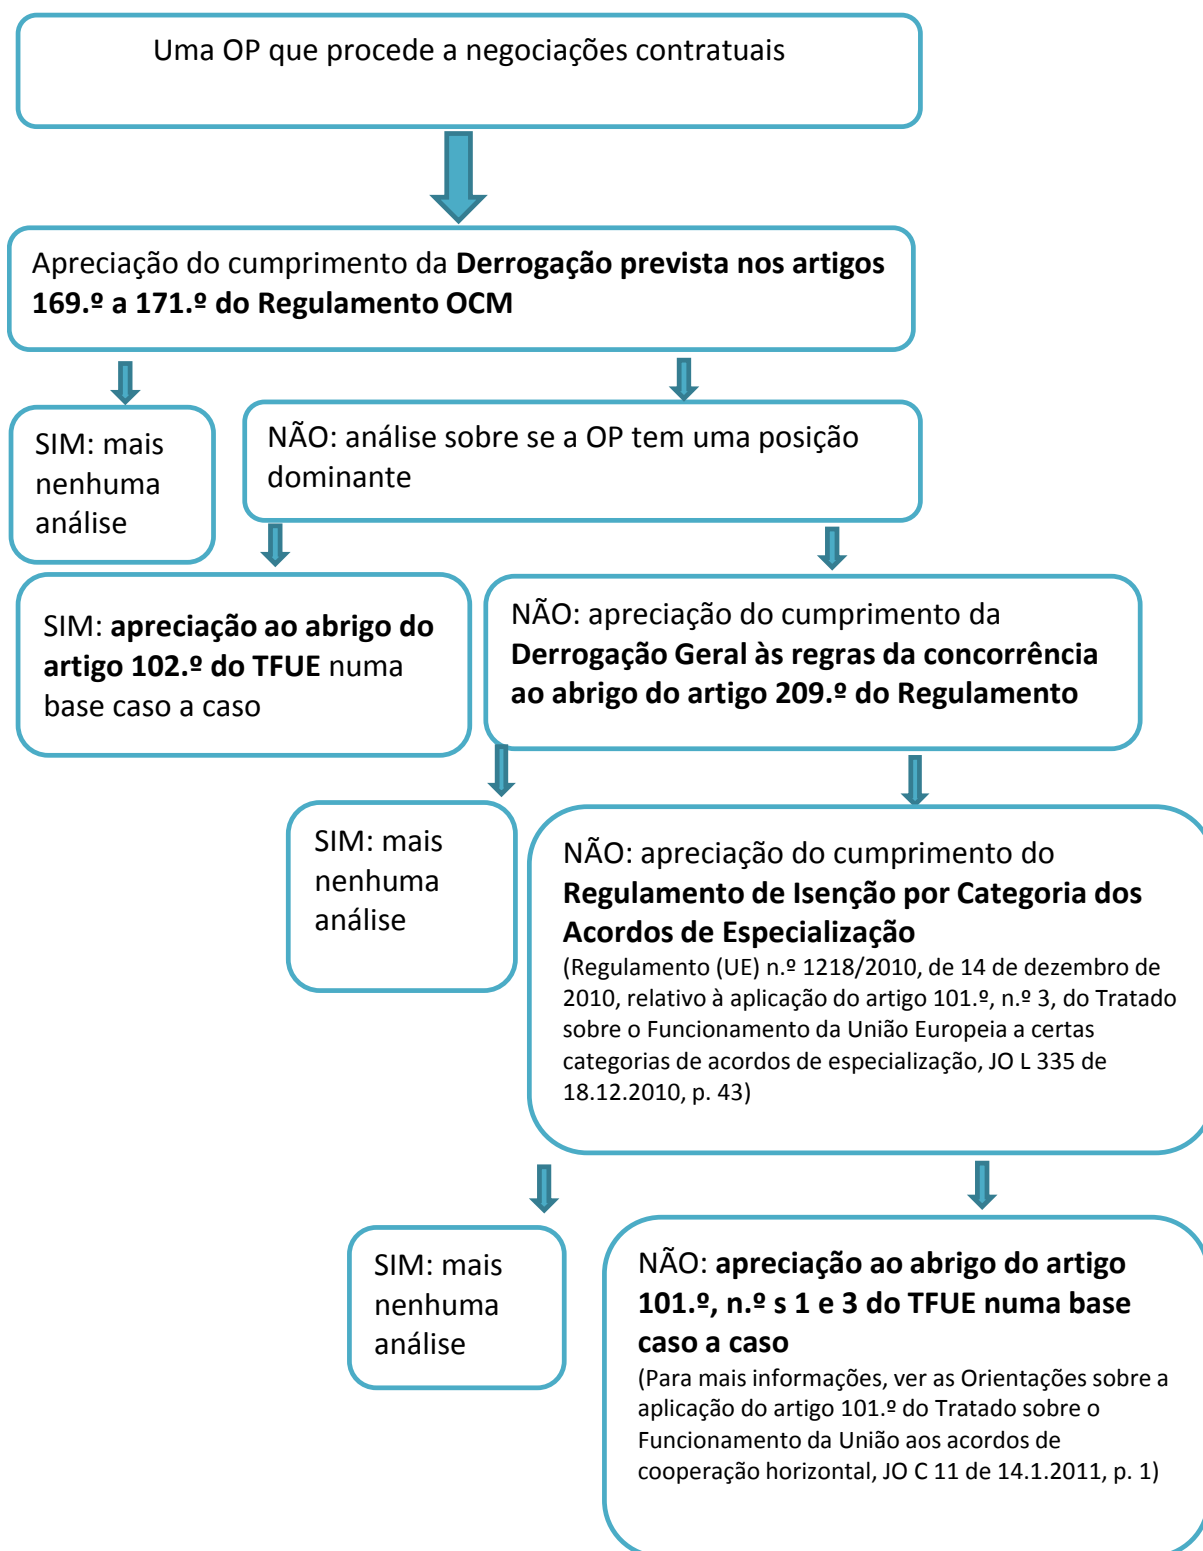 Uma OP que procede a negociações contratuais
Apreciação do cumprimento da Derrogação prevista nos artigos
169.º a 171.º do Regulamento OCM
SIM: mais
nenhuma
análise
NÃO: análise sobre se a OP tem uma posição
dominante
SIM: apreciação ao abrigo do
artigo 102.º do TFUE numa
base caso a caso
NÃO: apreciação do cumprimento da
Derrogação Geral às regras da concorrência
ao abrigo do artigo 209.º do Regulamento
SIM: mais
nenhuma
análise
NÃO: apreciação do cumprimento do
Regulamento de Isenção por Categoria dos
Acordos de Especialização
(Regulamento (UE) n.º 1218/2010, de 14 de dezembro de
2010, relativo à aplicação do artigo 101.º, n.º 3, do Tratado
sobre o Funcionamento da União Europeia a certas
categorias de acordos de especialização, JO L 335 de
18.12.2010, p. 43)
SIM: mais
nenhuma
análise
NÃO: apreciação ao abrigo do artigo
101.º, n.º s 1 e 3 do TFUE numa base
caso a caso
(Para mais informações, ver as Orientações sobre a
aplicação do artigo 101.º do Tratado sobre o
Funcionamento da União aos acordos de
cooperação horizontal, JO C 11 de 14.1.2011, p. 1)